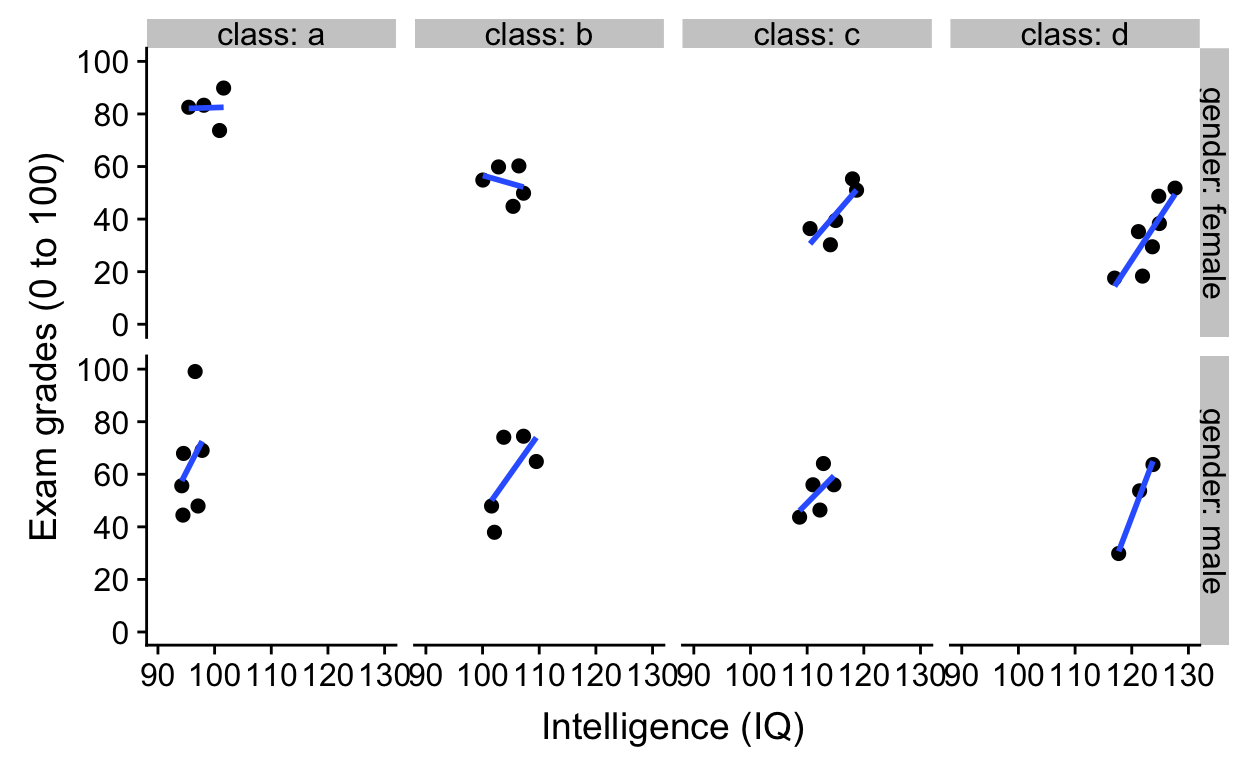 class: a
class: b
class: c
class: d
Exam grades (0 to 100)
100
80
60
40
20
0
gender: female
100
80
60
40
20
0
gender: male
90 100 110 120 130
90 100 110 120 130
90 100 110 120 130
90 100 110 120 130
Intelligence (IQ)